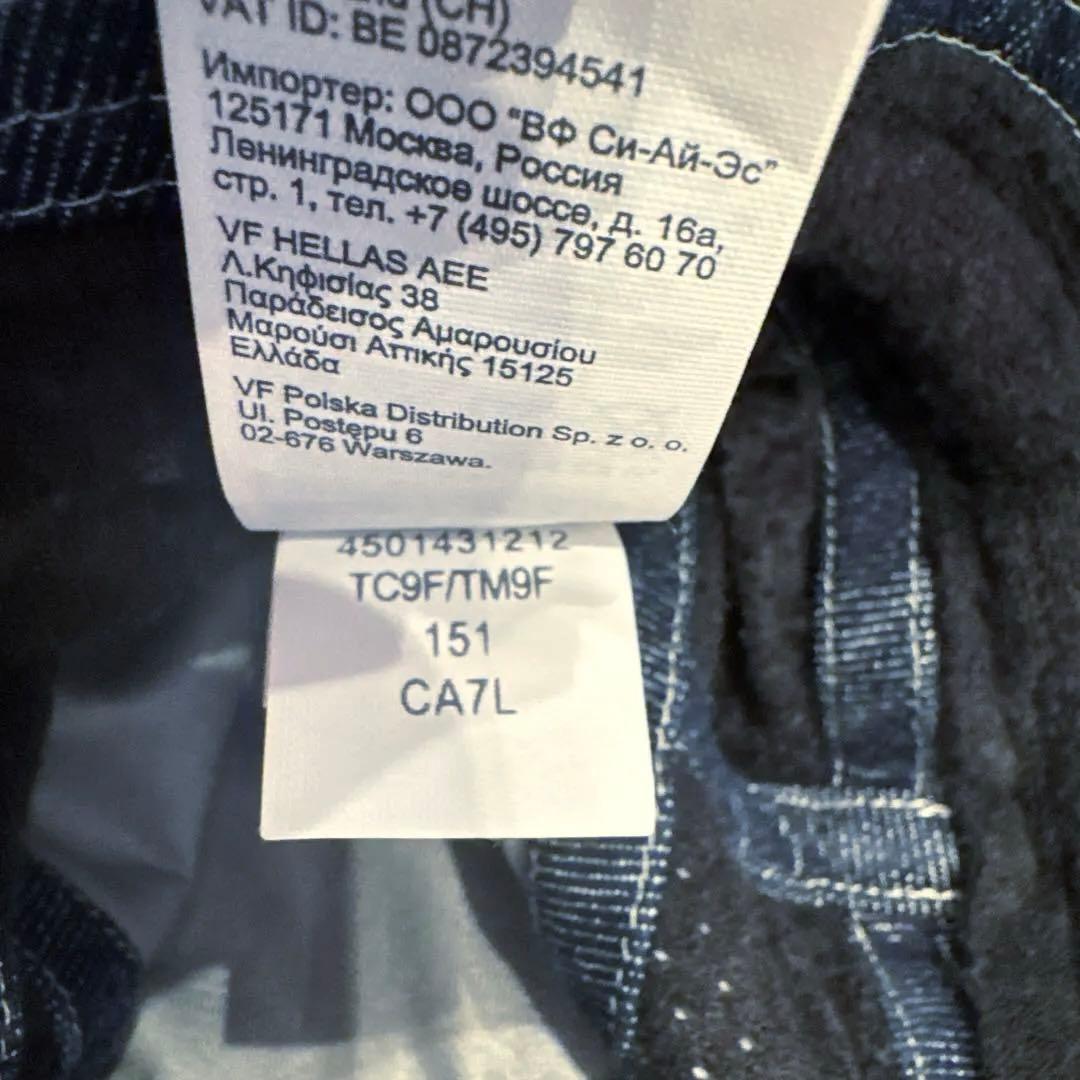 (CH)
VAT ID: BE 0872394541
Импортер: ООО "ВФ Си-Ай-Эс"
125171 Москва, Россия
Ленинградское шоссе, д. 16а,
стр. 1, тел. +7 (495) 797 60 70
VF HELLAS AEE
Λ.Κηφισίας 38
Παράδεισος Αμαρουσίου
Μαρούσι Αττικής 15125
Ελλάδα
VF Polska Distribution Sp. z o. o.
Ul. Postępu 6
02-676 Warszawa.
4501431212
TC9F/TM9F
151
CA7L